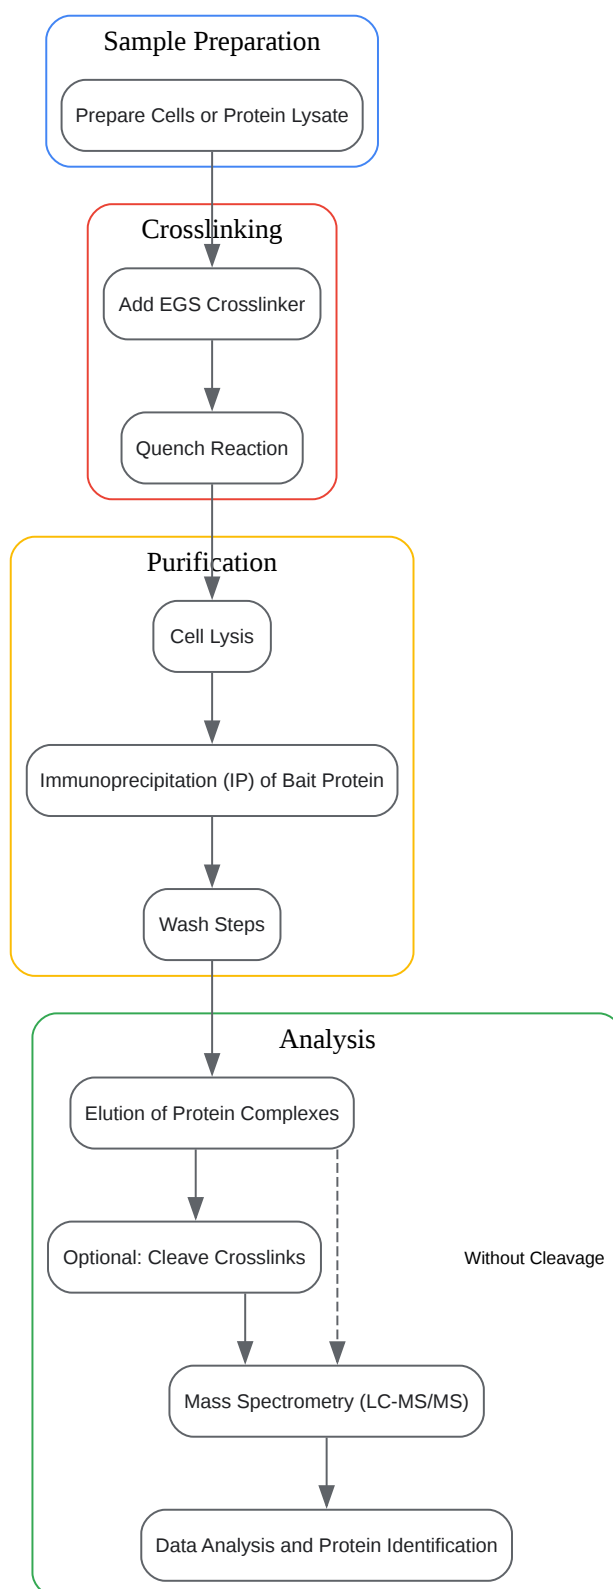 Sample Preparation
Prepare Cells or Protein Lysate
Crosslinking
Add EGS Crosslinker
Quench Reaction
Purification
Cell Lysis
Immunoprecipitation (IP) of Bait Protein
Wash Steps
Analysis
Elution of Protein Complexes
Optional: Cleave Crosslinks
Without Cleavage
Mass Spectrometry (LC-MS/MS)
Data Analysis and Protein Identification